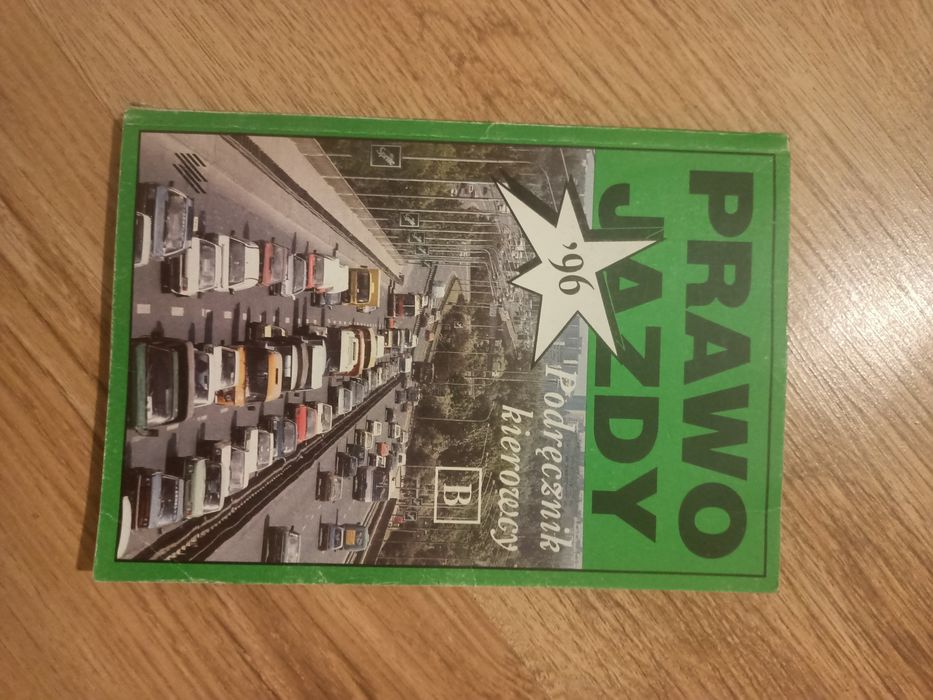 PRAWO
JAZDY
'96
Podręcznik
kierowcy
B